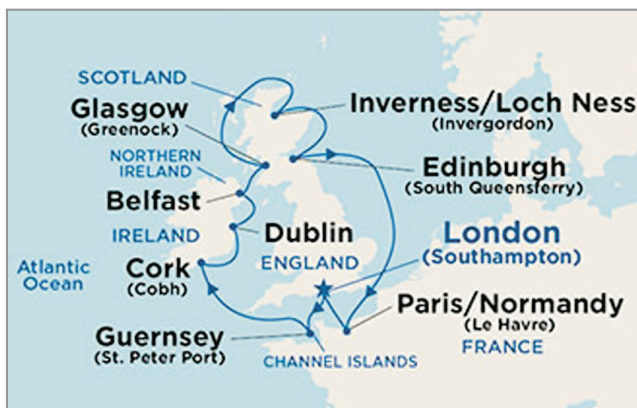 SCOTLAND
Glasgow
(Greenock)
Inverness/Loch Ness
(Invergordon)
NORTHERN
IRELAND
Edinburgh
(South Queensferry)
Belfast
IRELAND
Dublin
London
(Southampton)
ENGLAND
Atlantic
Ocean
Cork
(Cobh)
Paris/Normandy
(Le Havre)
FRANCE
Guernsey
(St. Peter Port)
CHANNEL ISLANDS